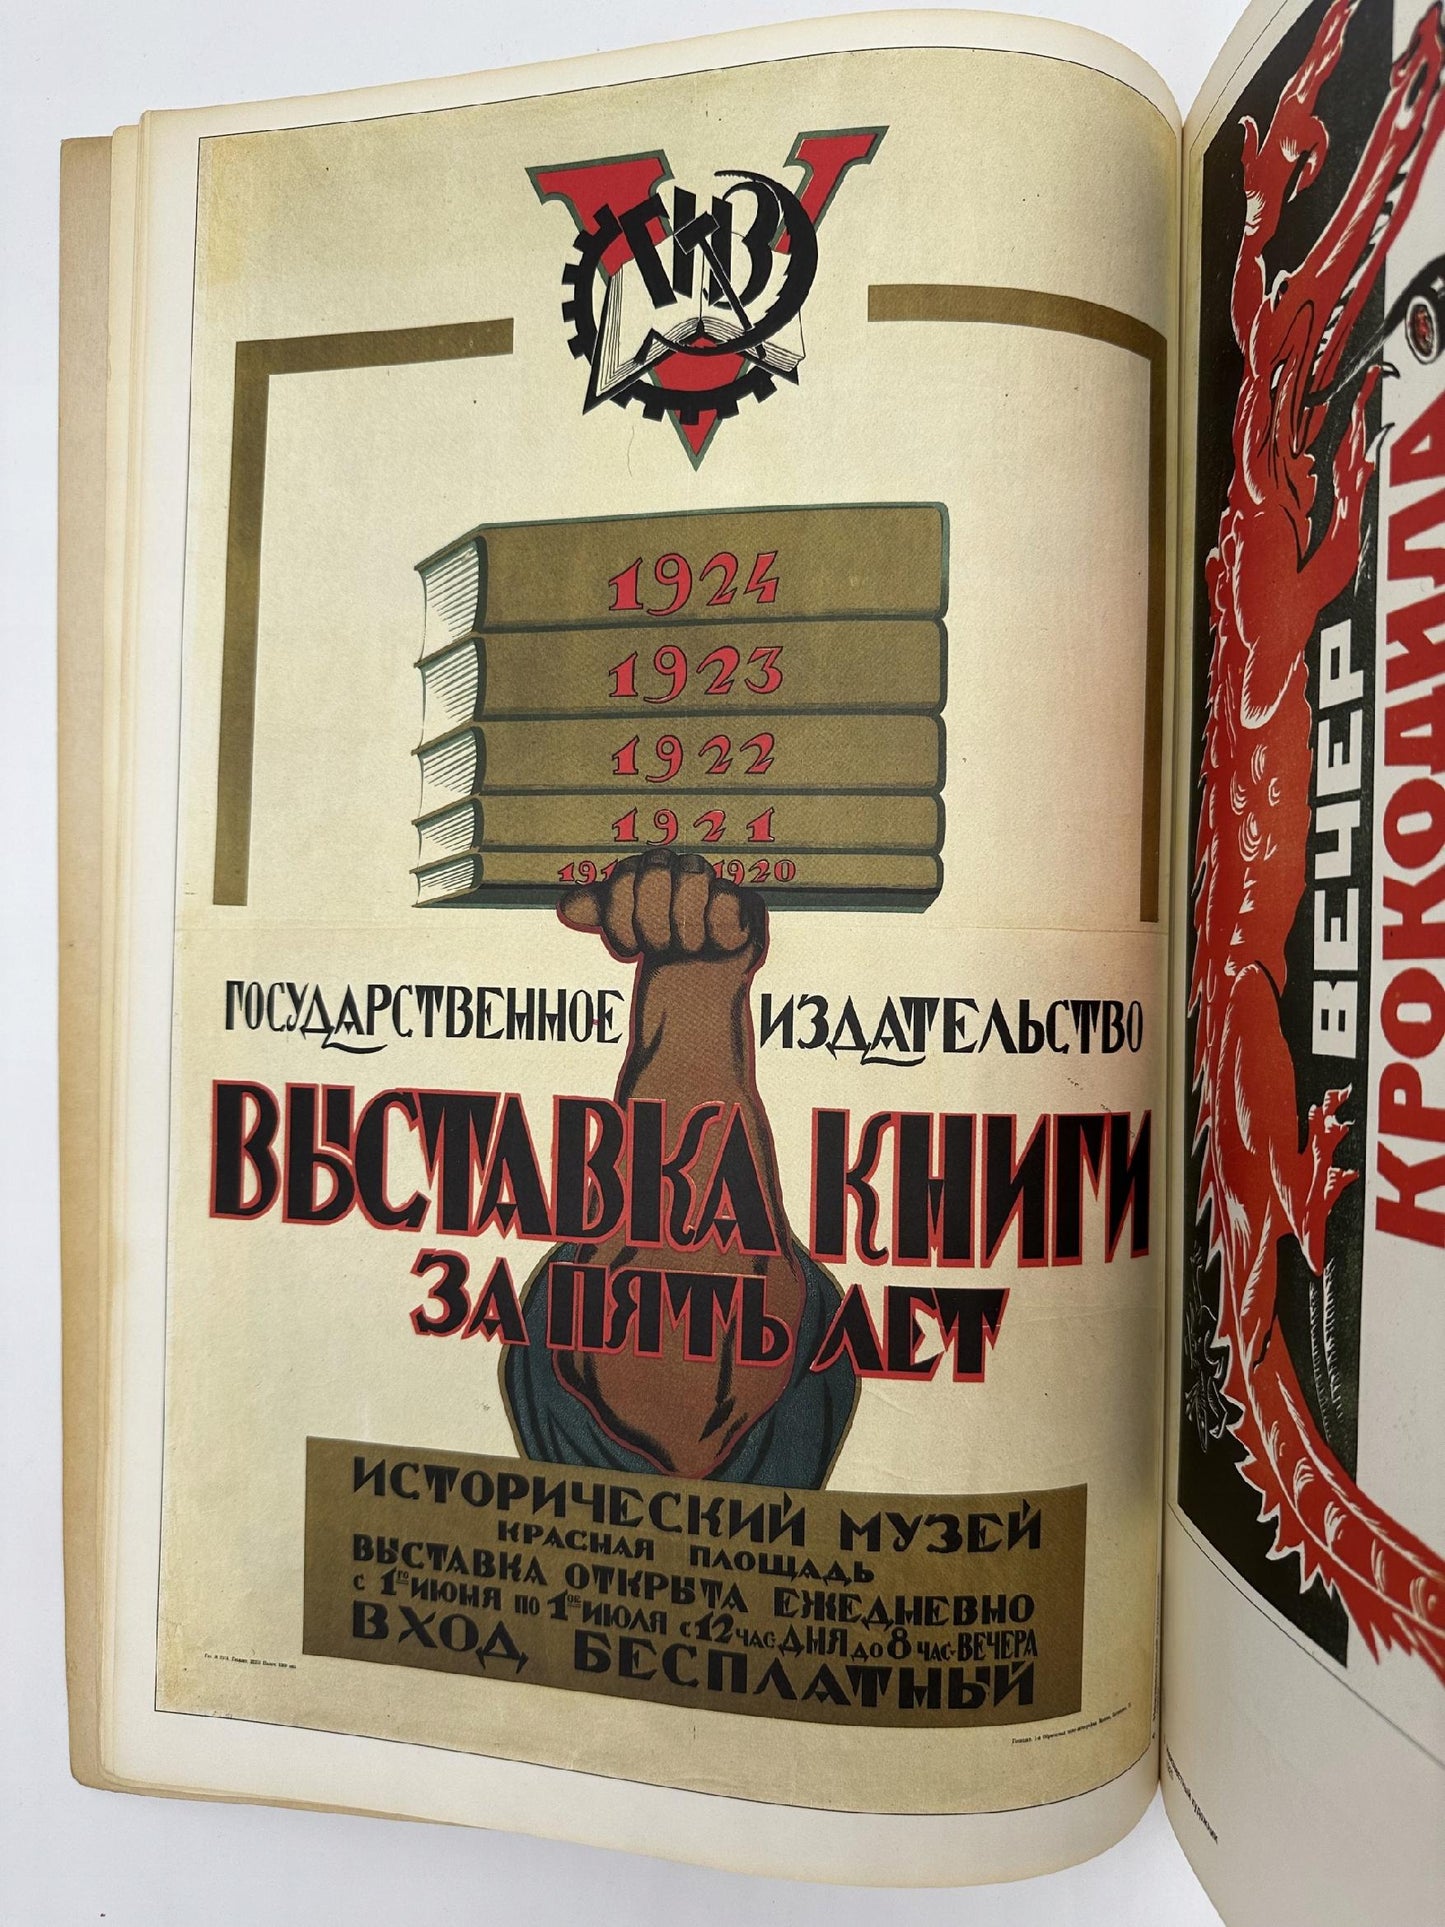 ГИЗ
1924
1923
1922
1921
1920
ГОСУДАРСТВЕННОЕ ИЗДАТЕЛЬСТВО
ВЫСТАВКА КНИГИ
ЗА ПЯТЬ ЛЕТ
ИСТОРИЧЕСКИЙ МУЗЕЙ
КРАСНАЯ ПЛОЩАДЬ
ВЫСТАВКА ОТКРЫТА ЕЖЕДНЕВНО
С 1го ИЮНЯ ПО 1ое ИЮЛЯ С 12 ЧАС ДНЯ ДО 8 ЧАС. ВЕЧЕРА
ВХОД БЕСПЛАТНЫЙ
ВЕЧЕР
КРОКОДИЛА